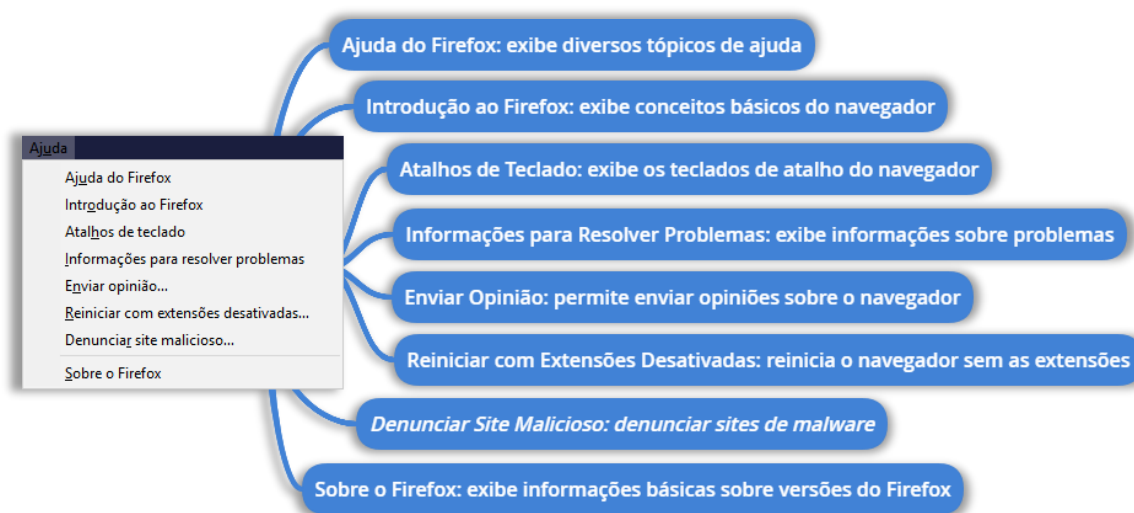 Ajuda
Ajuda do Firefox
Introdução ao Firefox
Atalhos de teclado
Informações para resolver problemas
Enviar opinião...
Reiniciar com extensões desativadas...
Denunciar site malicioso...
Sobre o Firefox
Ajuda do Firefox: exibe diversos tópicos de ajuda
Introdução ao Firefox: exibe conceitos básicos do navegador
Atalhos de Teclado: exibe os teclados de atalho do navegador
Informações para Resolver Problemas: exibe informações sobre problemas
Enviar Opinião: permite enviar opiniões sobre o navegador
Reiniciar com Extensões Desativadas: reinicia o navegador sem as extensões
Denunciar Site Malicioso: denunciar sites de malware
Sobre o Firefox: exibe informações básicas sobre versões do Firefox